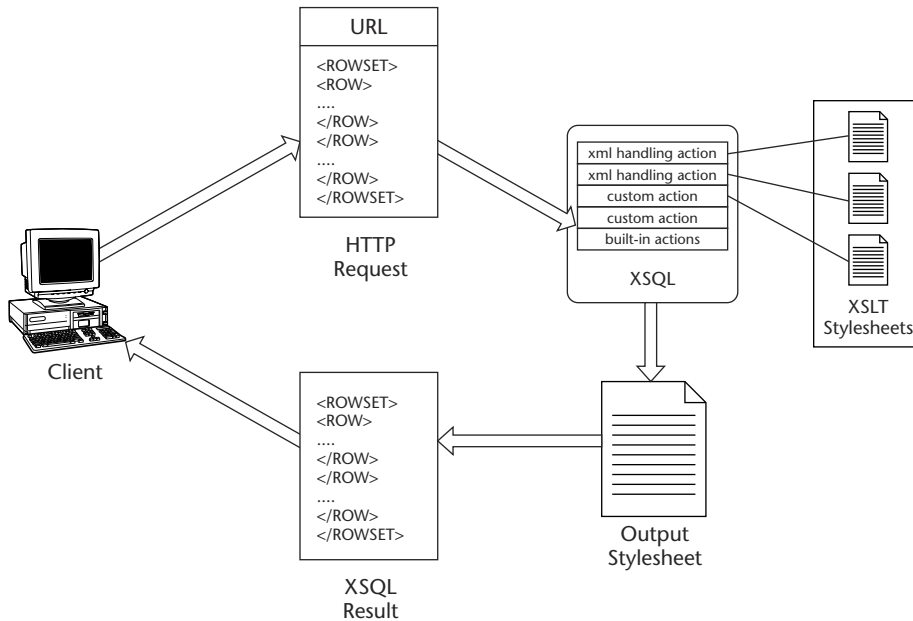 URL
<ROWSET>
<ROW>
....
</ROW>
</ROW>
....
</ROW>
</ROWSET>
HTTP
Request
xml handling action
xml handling action
custom action
custom action
built-in actions
XSQL
XSLT
Stylesheets
Client
<ROWSET>
<ROW>
....
</ROW>
</ROW>
....
</ROW>
</ROWSET>
XSQL
Result
Output
Stylesheet